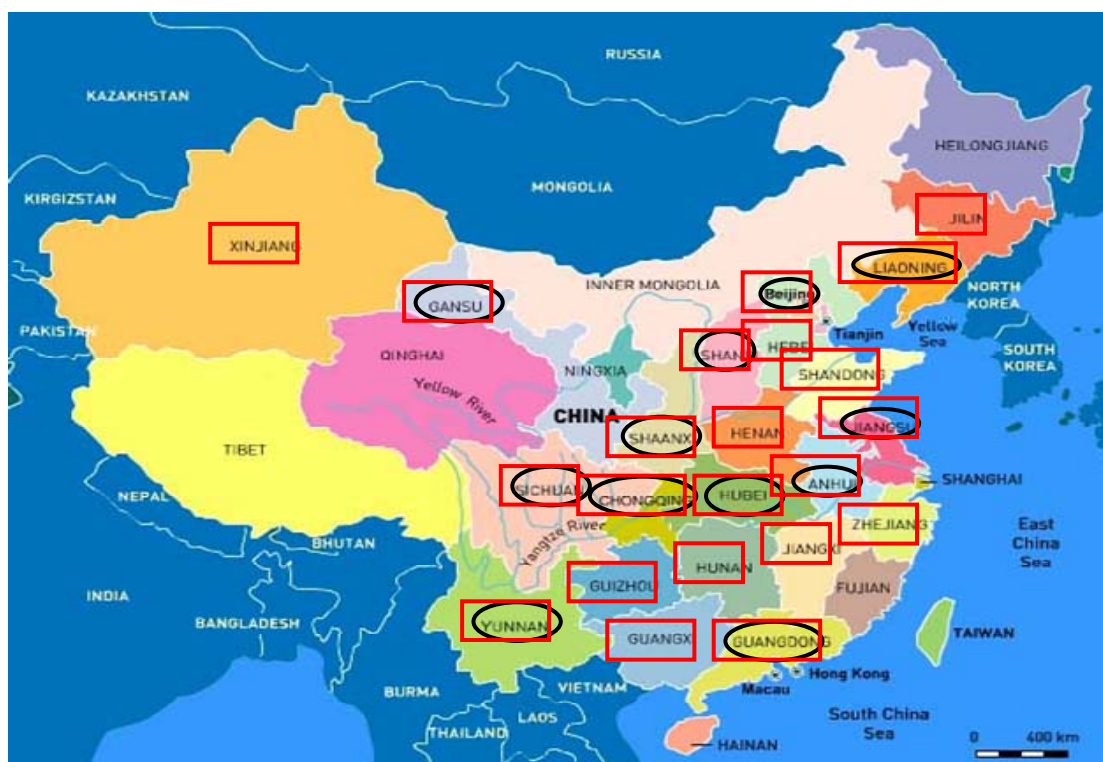 RUSSIA
KAZAKHSTAN
HEILONGJIANG
MONGOLIA
KIRGIZSTAN
JILIN
XINJIANG
LIAONING
INNER MONGOLIA
Beijing
NORTH
KOREA
GANSU
PAKISTAN
Tianjin
Yellow
Sea
QINGHAI
SHANXI
HEBEI
SOUTH
KOREA
NINGXIA
SHANDONG
Yellow River
CHINA
JIANGSU
SHAANXI
HENAN
TIBET
SHANGHAI
ANHUI
SICHUAN
CHONGQING
HUBEI
NEPAL
ZHEJIANG
East
China
Sea
Yangtze River
BHUTAN
JIANGXI
HUNAN
GUIZHOU
FUJIAN
INDIA
BANGLADESH
YUNNAN
GUANGXI
GUANGDONG
TAIWAN
Hong Kong
Macau
BURMA
VIETNAM
LAOS
South China
Sea
THAILAND
HAINAN
0 400 km